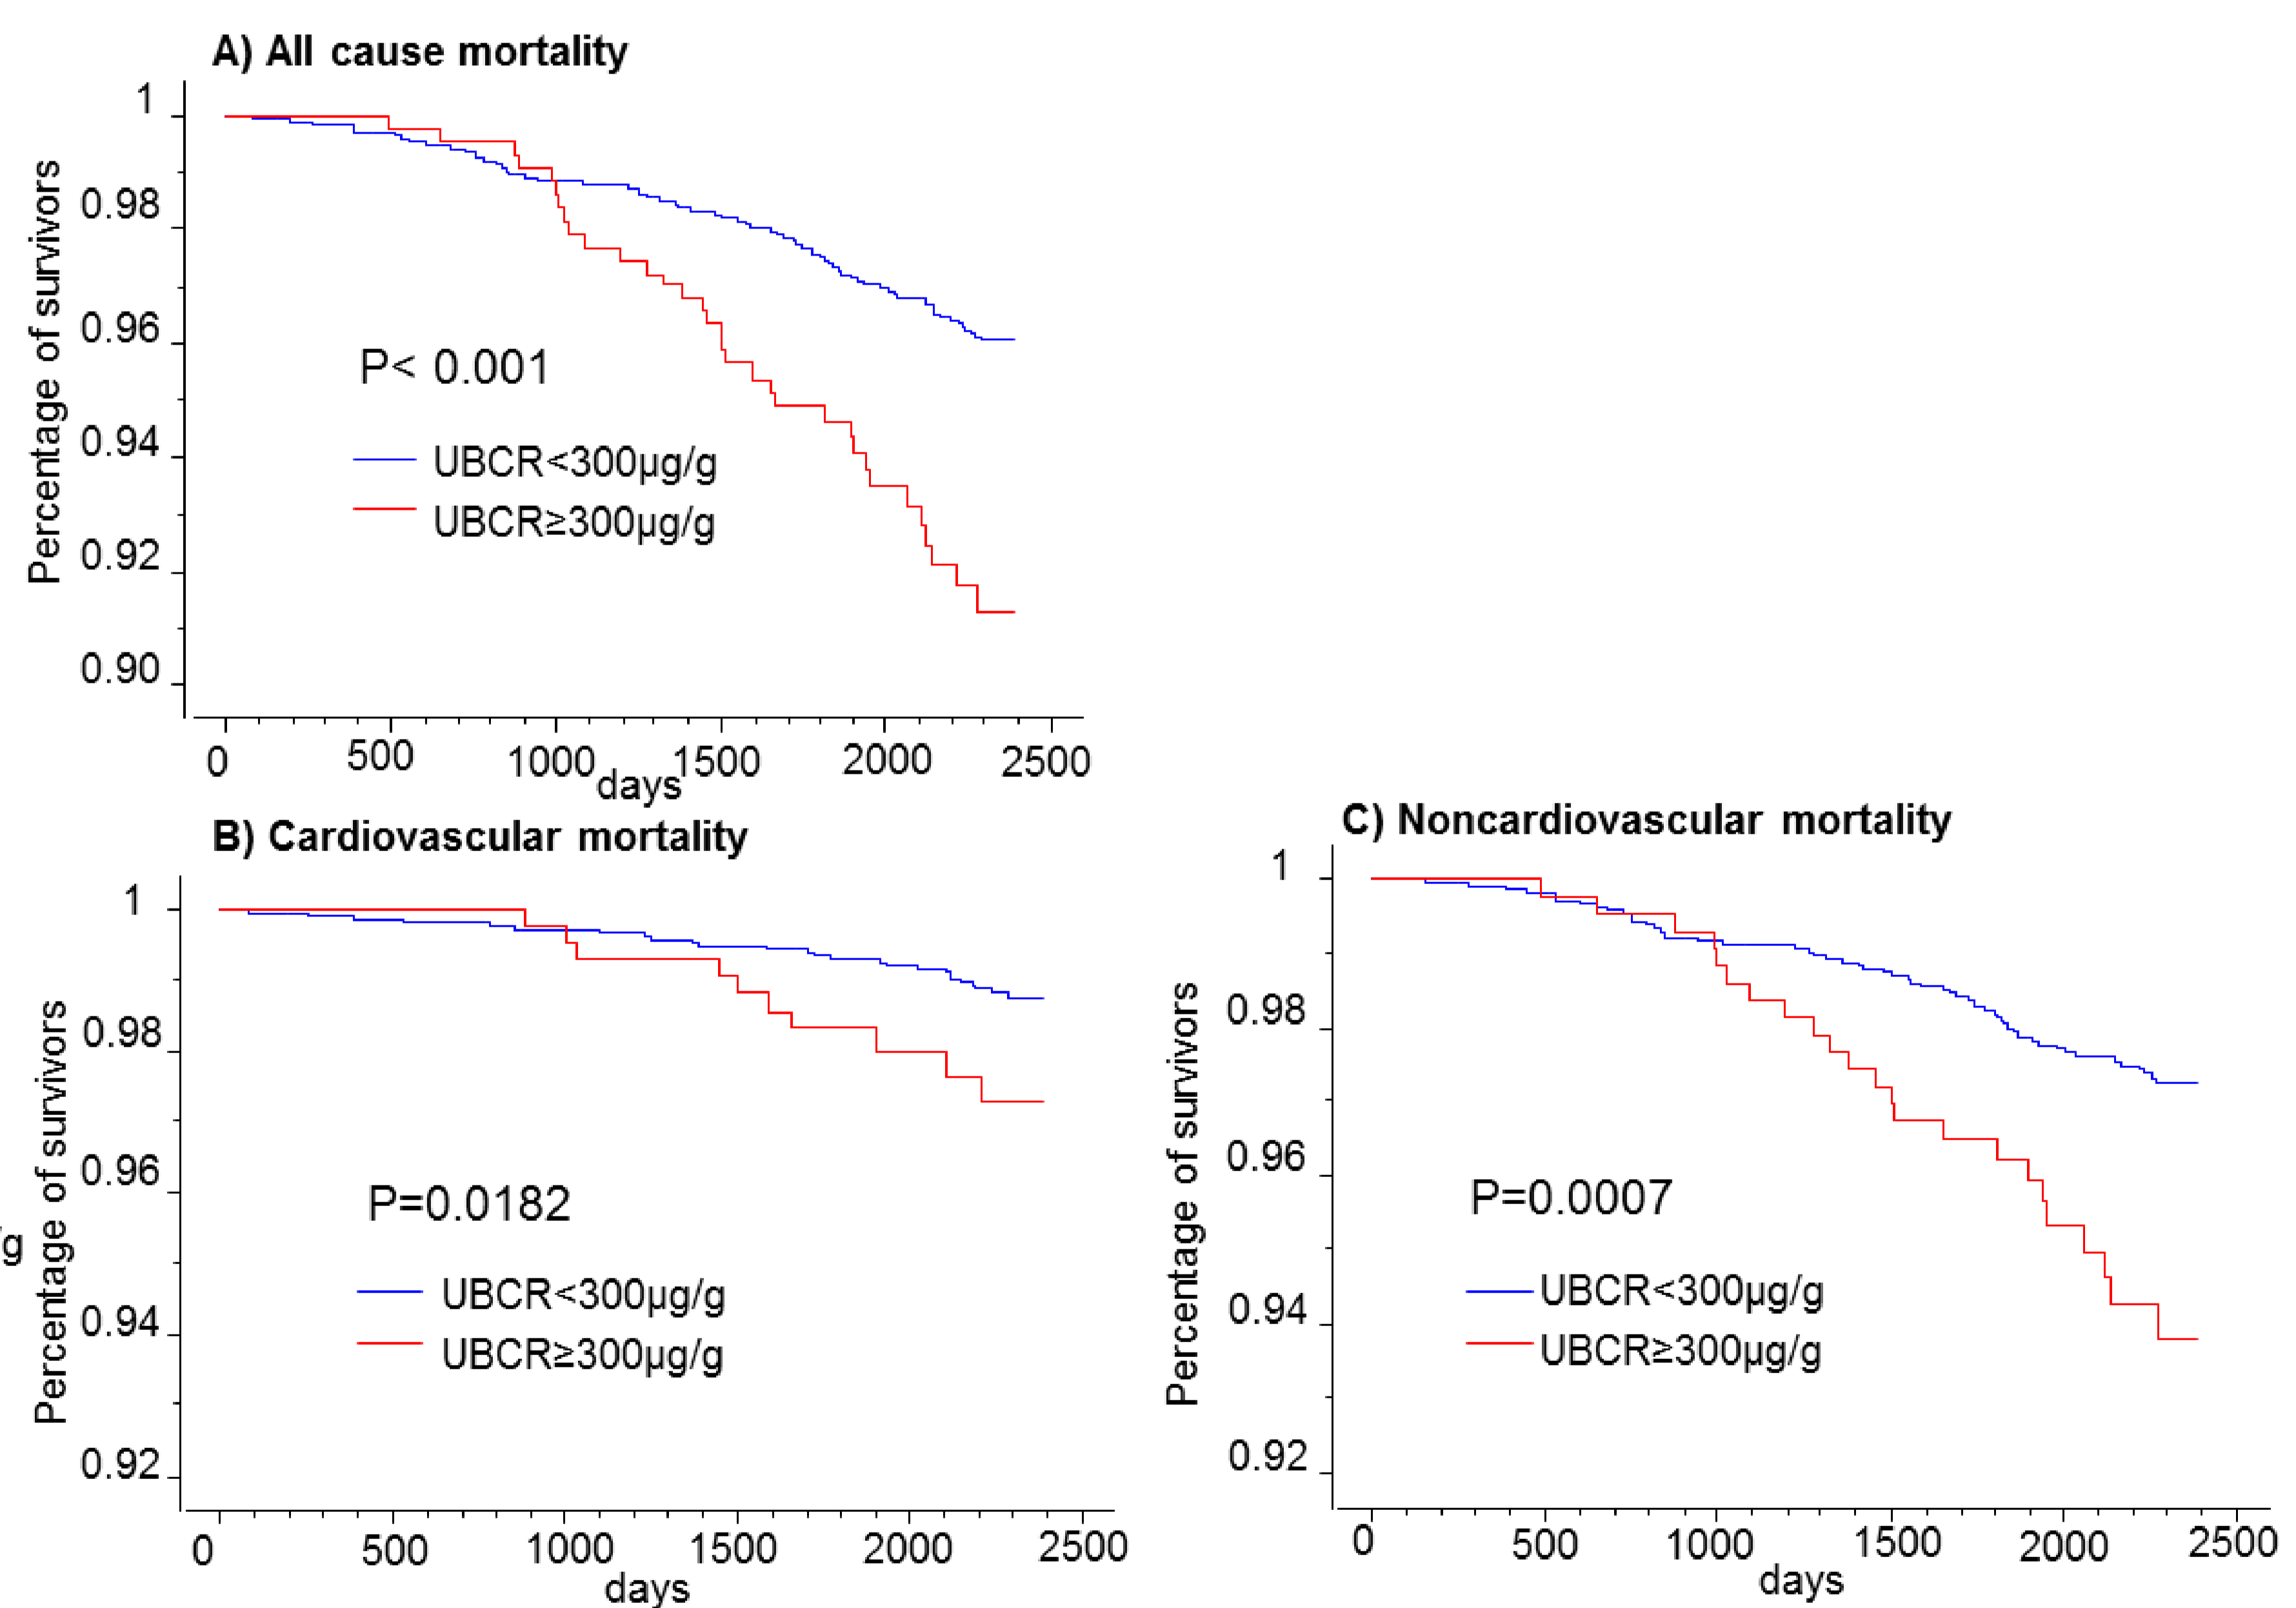 A) All cause mortality
Percentage of survivors
1
0.98
0.96
0.94
0.92
0.90
P< 0.001
UBCR<300µg/g
UBCR≥300µg/g
0 500 1000 1500 2000 2500
days
B) Cardiovascular mortality
Percentage of survivors
1
0.98
0.96
0.94
0.92
P=0.0182
UBCR<300µg/g
UBCR≥300µg/g
0 500 1000 1500 2000 2500
days
/g
C) Noncardiovascular mortality
Percentage of survivors
1
0.98
0.96
0.94
0.92
P=0.0007
UBCR<300µg/g
UBCR≥300µg/g
0 500 1000 1500 2000 2500
days